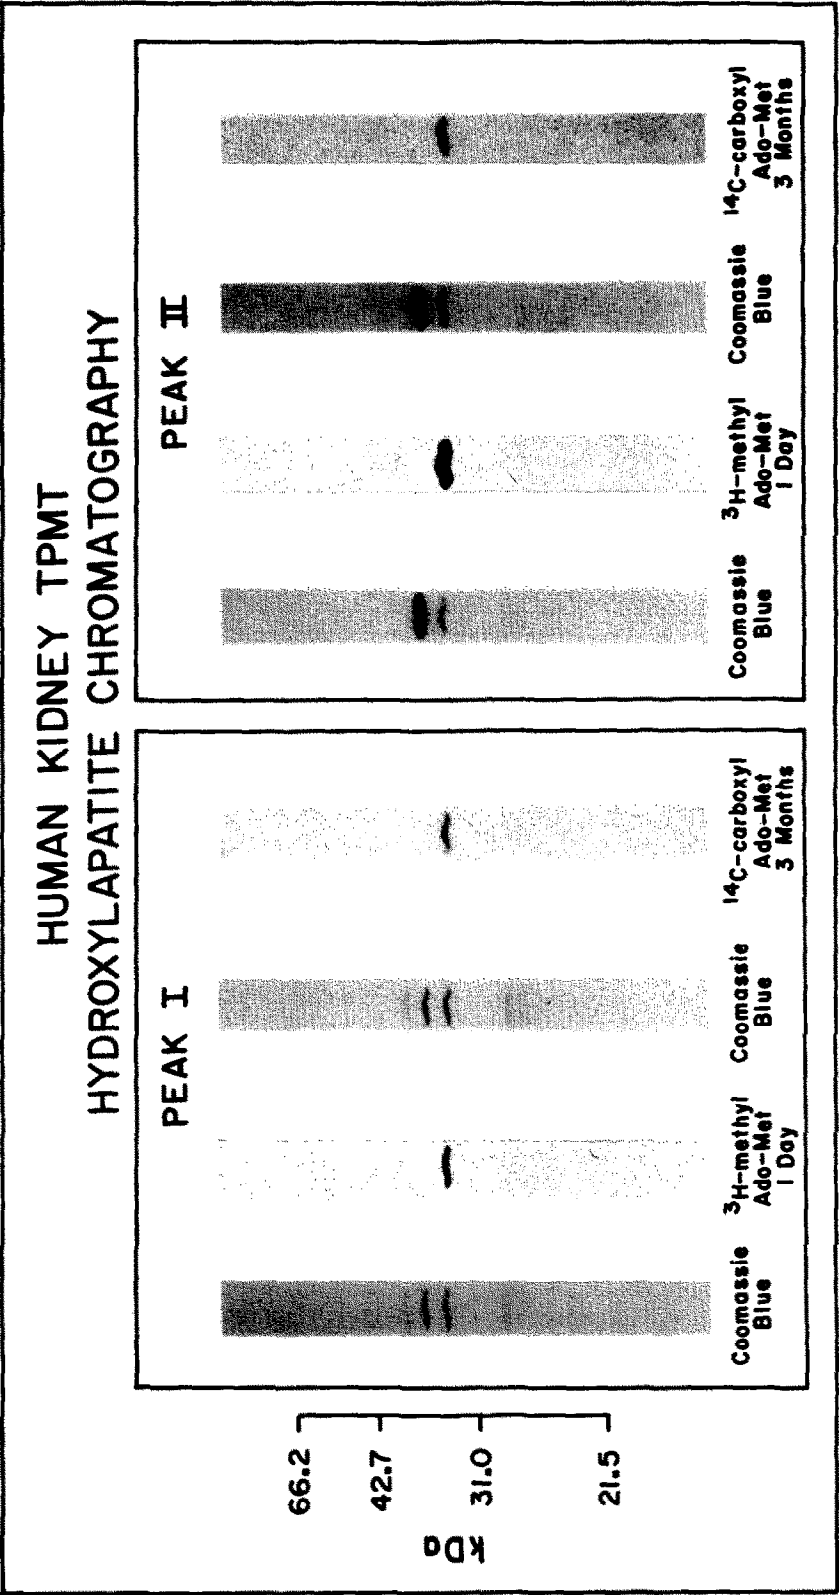 HUMAN KIDNEY TPMT
HYDROXYLAPATITE CHROMATOGRAPHY
kDa
66.2
42.7
31.0
21.5
PEAK I
Coomassie
Blue
³H-methyl
Ado-Met
1 Day
Coomassie
Blue
¹⁴C-carboxyl
Ado-Met
3 Months
PEAK II
Coomassie
Blue
³H-methyl
Ado-Met
1 Day
Coomassie
Blue
¹⁴C-carboxyl
Ado-Met
3 Months